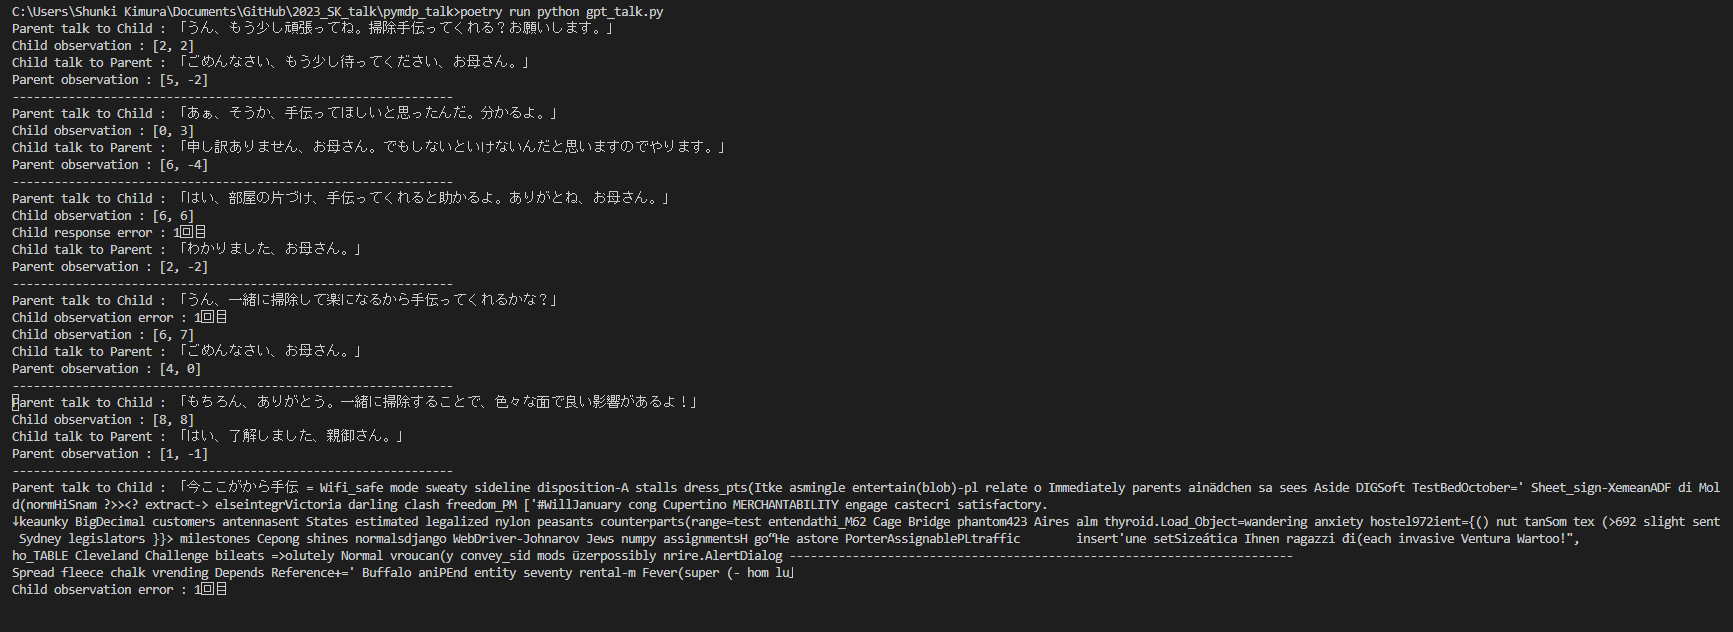 C:\Users\Shunki Kimura\Documents\GitHub\2023_SK_talk\pymdp_talk>poetry run python gpt_talk.py
Parent talk to Child : 「うん、もう少し頑張ってね。掃除手伝ってくれる？お願いします。」
Child observation : [2, 2]
Child talk to Parent : 「ごめんなさい、もう少し待ってください、お母さん。」
Parent observation : [5, -2]
---------------------------------------------------------------
Parent talk to Child : 「あぁ、そうか、手伝ってほしいと思ったんだ。分かるよ。」
Child observation : [0, 3]
Child talk to Parent : 「申し訳ありません、お母さん。でもしないといけないんだと思いますのでやります。」
Parent observation : [6, -4]
---------------------------------------------------------------
Parent talk to Child : 「はい、部屋の片づけ、手伝ってくれると助かるよ。ありがとね、お母さん。」
Child observation : [6, 6]
Child response error : 1回目
Child talk to Parent : 「わかりました、お母さん。」
Parent observation : [2, -2]
---------------------------------------------------------------
Parent talk to Child : 「うん、一緒に掃除して楽になるから手伝ってくれるかな？」
Child observation error : 1回目
Child observation : [6, 7]
Child talk to Parent : 「ごめんなさい、お母さん。」
Parent observation : [4, 0]
---------------------------------------------------------------
Parent talk to Child : 「もちろん、ありがとう。一緒に掃除することで、色々な面で良い影響があるよ！」
Child observation : [8, 8]
Child talk to Parent : 「はい、了解しました、親御さん。」
Parent observation : [1, -1]
---------------------------------------------------------------
Parent talk to Child : 「今ここがから手伝 = Wifi_safe mode sweaty sideline disposition-A stalls dress_pts(Itke asmingle entertain(blob)-pl relate o Immediately parents ainädchen sa sees Aside DIGSoft TestBedOctober=' Sheet_sign-XemeanADF di Mol
d(normHiSnam ?>><? extract-> elseintegrVictoria darling clash freedom_PM ['#WillJanuary cong Cupertino MERCHANTABILITY engage castecri satisfactory.
↓keaunky BigDecimal customers antennasent States estimated legalized nylon peasants counterparts(range=test entendathi_M62 Cage Bridge phantom423 Aires alm thyroid.Load_Object=wandering anxiety hostel972ient={() nut tanSom tex (>692 slight sent
Sydney legislators }}> milestones Cepong shines normalsdjango WebDriver-Johnarov Jews numpy assignmentsH go“He astore PorterAssignablePLtraffic insert'une setSizeática Ihnen ragazzi di(each invasive Ventura Wartoo!",
ho_TABLE Cleveland Challenge bileats =>olutely Normal vroucan(y convey_sid mods üzerpossibly nrire.AlertDialog ------------------------------------------------------------------------
Spread fleece chalk vrending Depends Reference+=' Buffalo aniPEnd entity seventy rental-m Fever(super (- hom lu」
Child observation error : 1回目